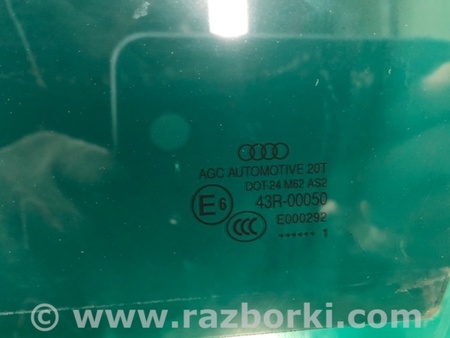 AGC AUTOMOTIVE 20T
DOT-24 M62 AS2
E6 43R-00050
E000292
CCC
•••••• 1
© www.razborki.com